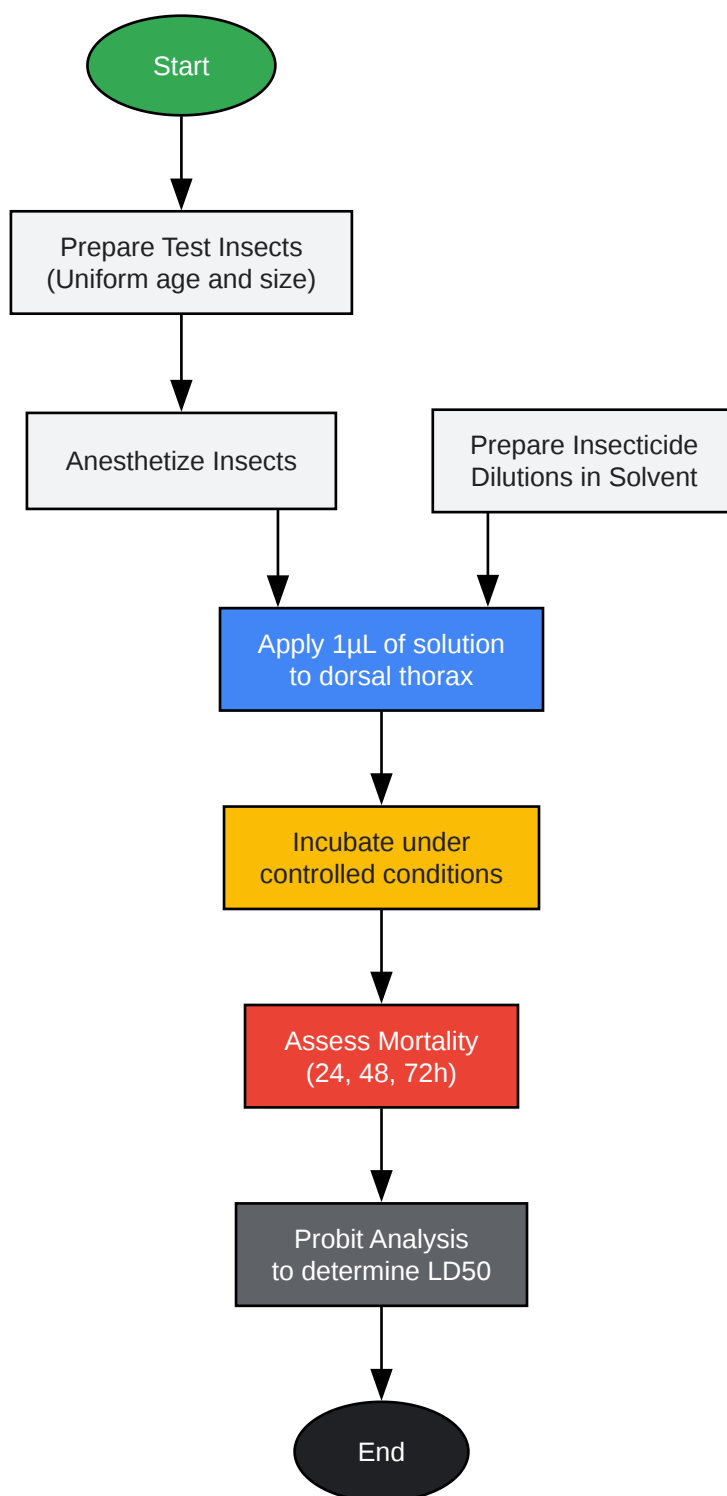 Start
Prepare Test Insects
(Uniform age and size)
Anesthetize Insects
Prepare Insecticide
Dilutions in Solvent
Apply 1µL of solution
to dorsal thorax
Incubate under
controlled conditions
Assess Mortality
(24, 48, 72h)
Probit Analysis
to determine LD50
End